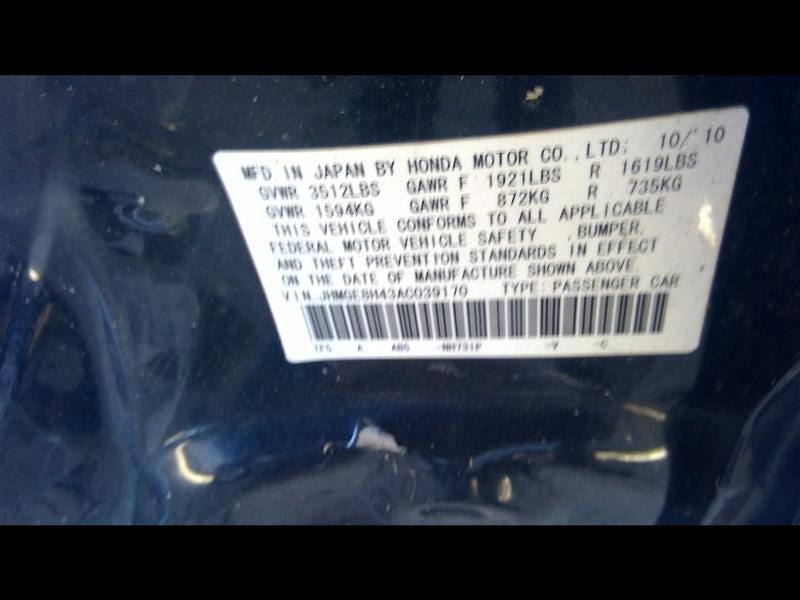 MFD. IN JAPAN BY HONDA MOTOR CO., LTD: 10/'10
GVWR 3512LBS GAWR F 1921LBS R 1619LBS
GVWR 1594KG GAWR F 872KG R 735KG
THIS VEHICLE CONFORMS TO ALL APPLICABLE
FEDERAL MOTOR VEHICLE SAFETY , BUMPER,
AND THEFT PREVENTION STANDARDS IN EFFECT
ON THE DATE OF MANUFACTURE SHOWN ABOVE.
VIN JHMGE8H43AC039170 TYPE: PASSENGER CAR
TF5 A ABS -NH731P -V -C